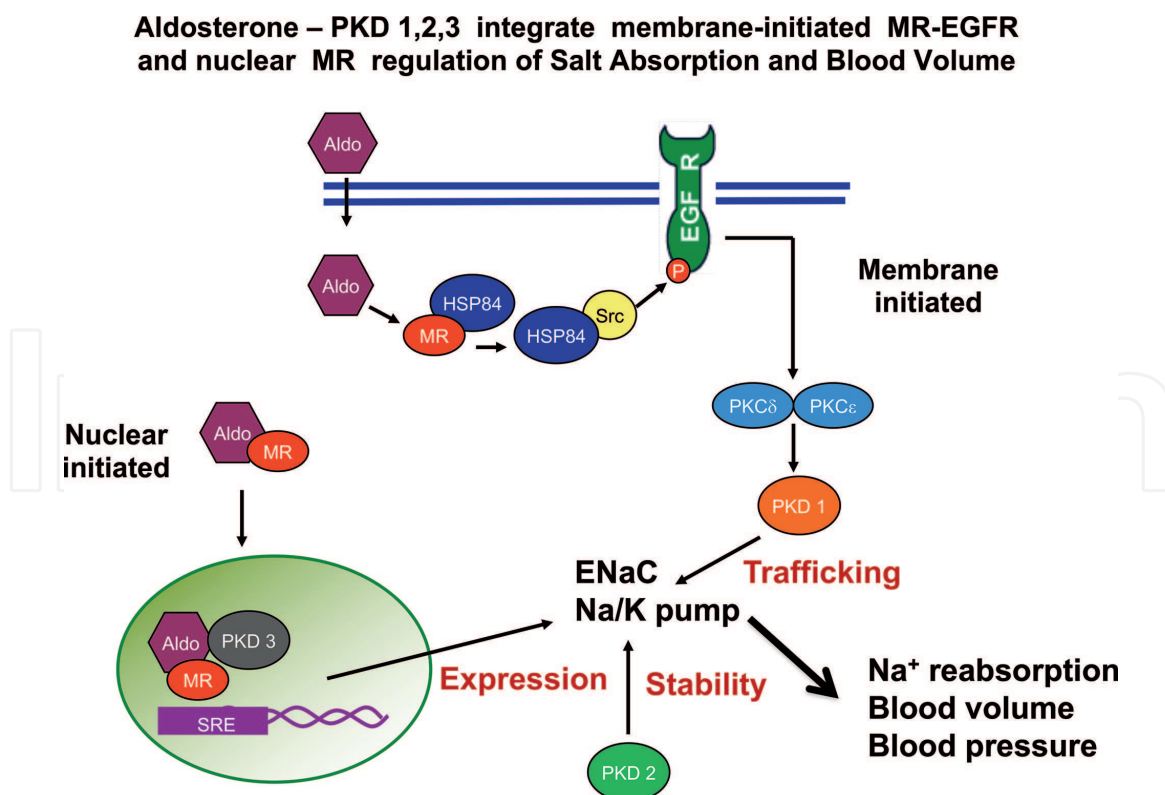 Aldosterone – PKD 1,2,3 integrate membrane-initiated MR-EGFR
and nuclear MR regulation of Salt Absorption and Blood Volume
Aldo
EGF R
P
Aldo
HSP84
MR
HSP84
Src
Membrane
initiated
PKCδ
PKCε
PKD 1
Nuclear
initiated
Aldo
MR
Trafficking
ENaC
Na/K pump
Aldo
PKD 3
MR
SRE
Expression
Stability
PKD 2
Na⁺ reabsorption
Blood volume
Blood pressure